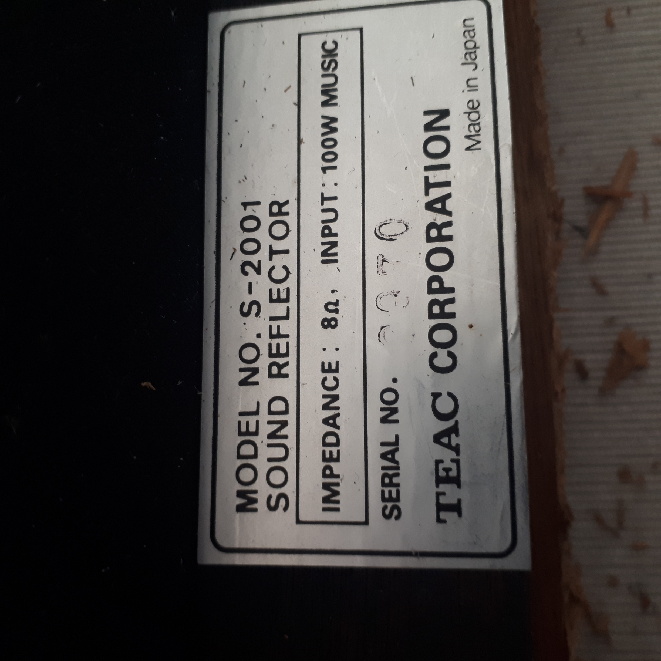 MODEL NO. S-2001
SOUND REFLECTOR
IMPEDANCE : 8Ω, INPUT : 100W MUSIC
SERIAL NO.
TEAC CORPORATION
Made in Japan